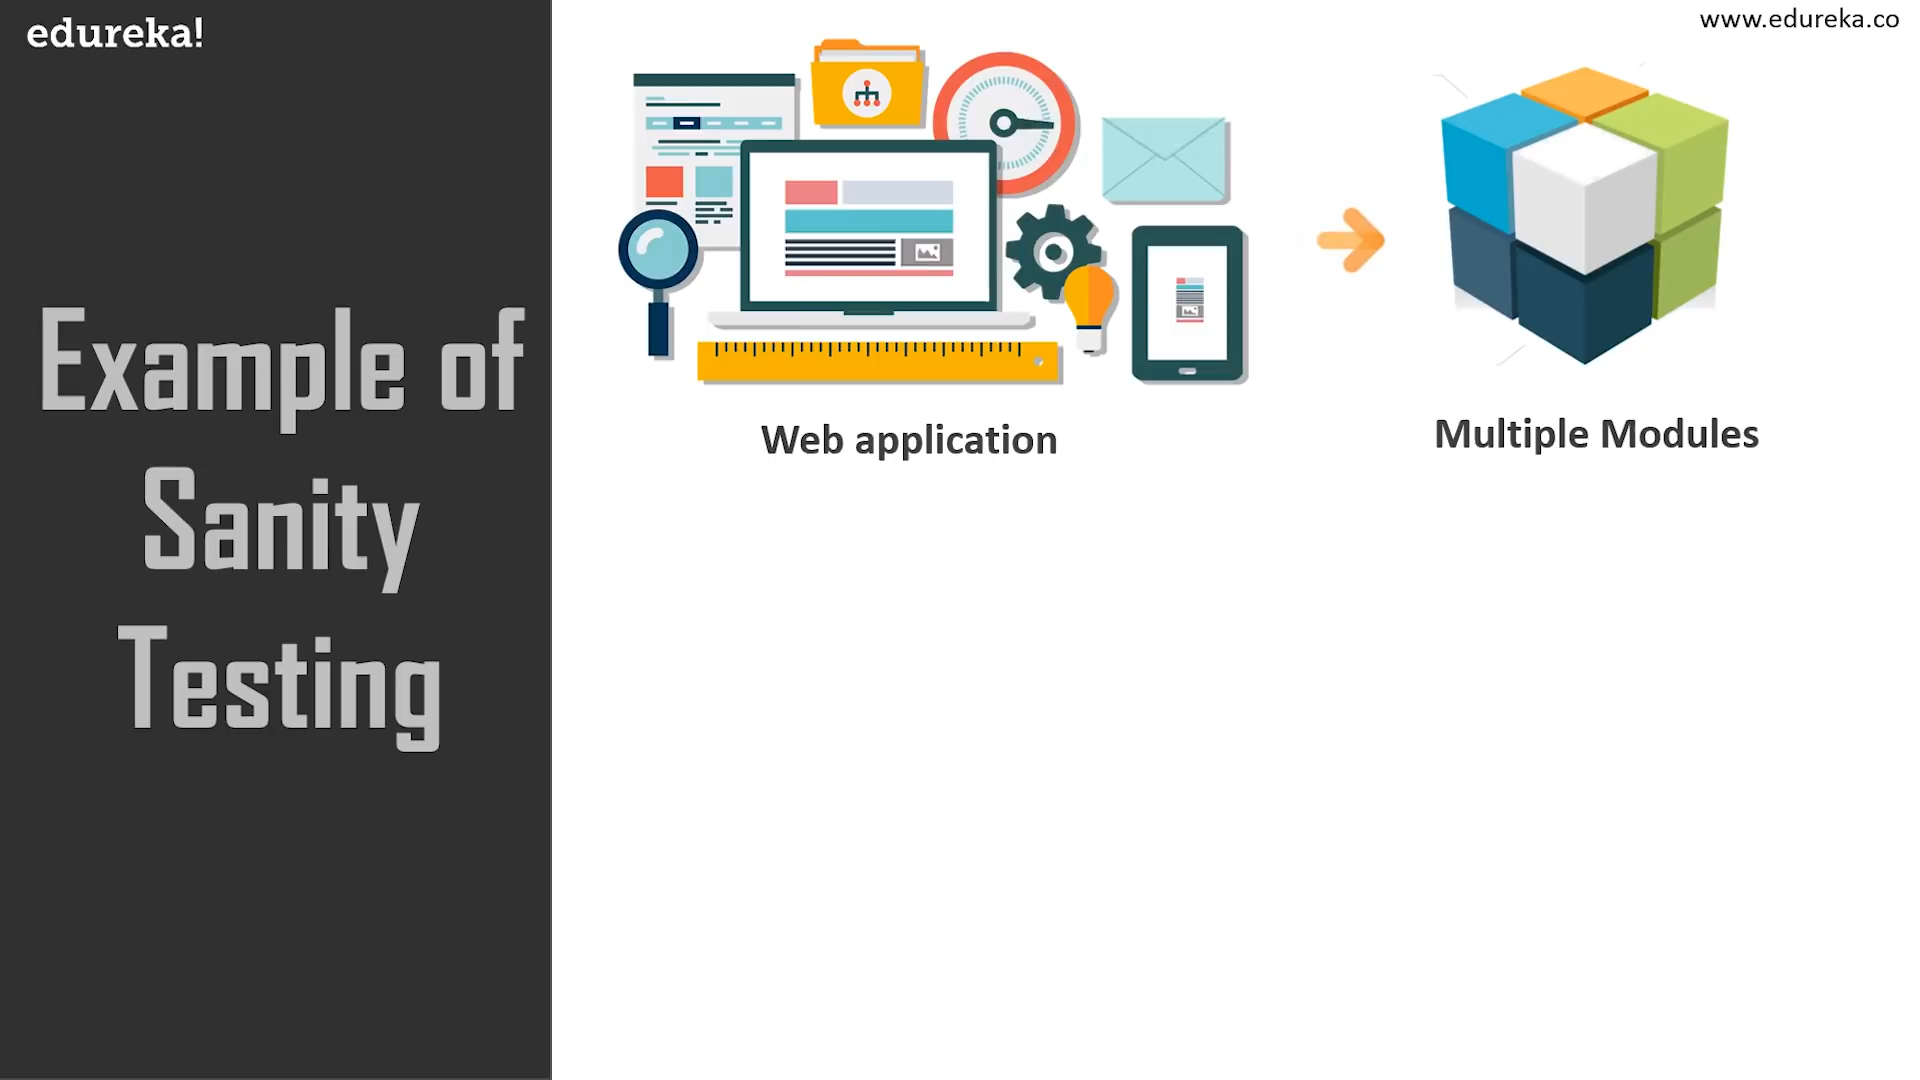 edureka!
www.edureka.co
Example of
Sanity
Testing
Web application
Multiple Modules